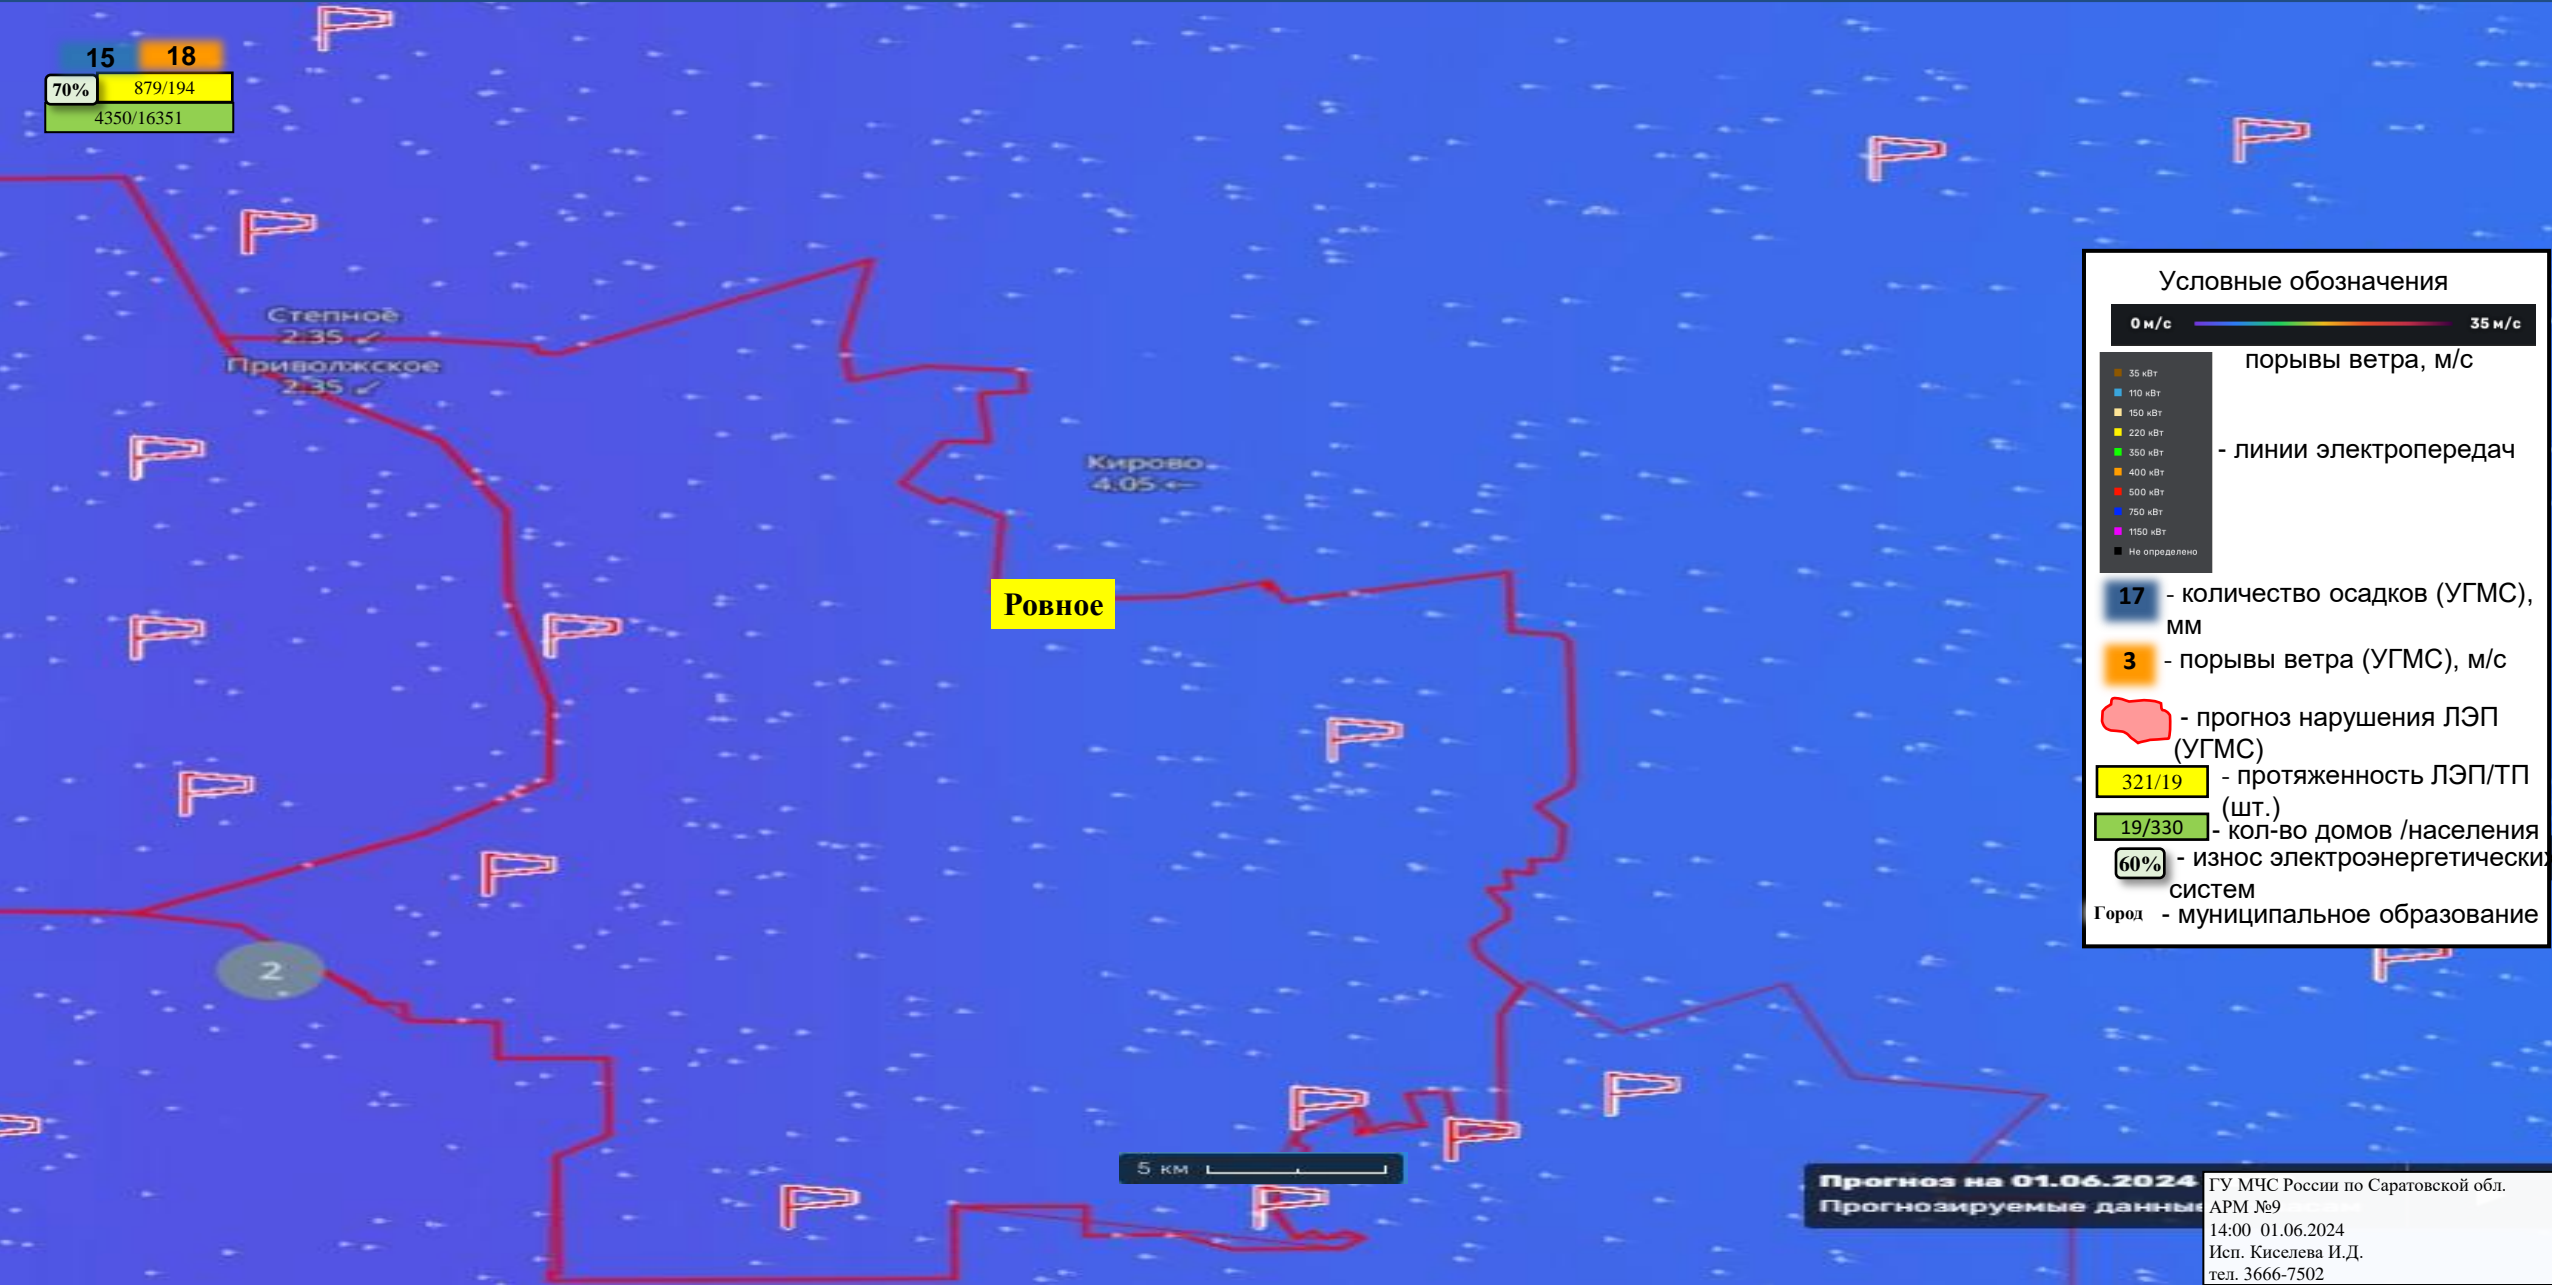 15 18
70% 879/194
4350/16351
Степное
2.35
Приволжское
2.35
Кирово
4.05
Ровное
2
5 км
Условные обозначения
0 м/с 35 м/с
порывы ветра, м/с
35 кВт
110 кВт
150 кВт
220 кВт
350 кВт
400 кВт
500 кВт
750 кВт
1150 кВт
Не определено
- линии электропередач
17 - количество осадков (УГМС),
мм
3 - порывы ветра (УГМС), м/с
- прогноз нарушения ЛЭП
(УГМС)
321/19 - протяженность ЛЭП/ТП
(шт.)
19/330 - кол-во домов /населения
60% - износ электроэнергетических
систем
Город - муниципальное образование
Прогноз на 01.06.2024
Прогнозируемые данные
ГУ МЧС России по Саратовской обл.
АРМ №9
14:00 01.06.2024
Исп. Киселева И.Д.
тел. 3666-7502